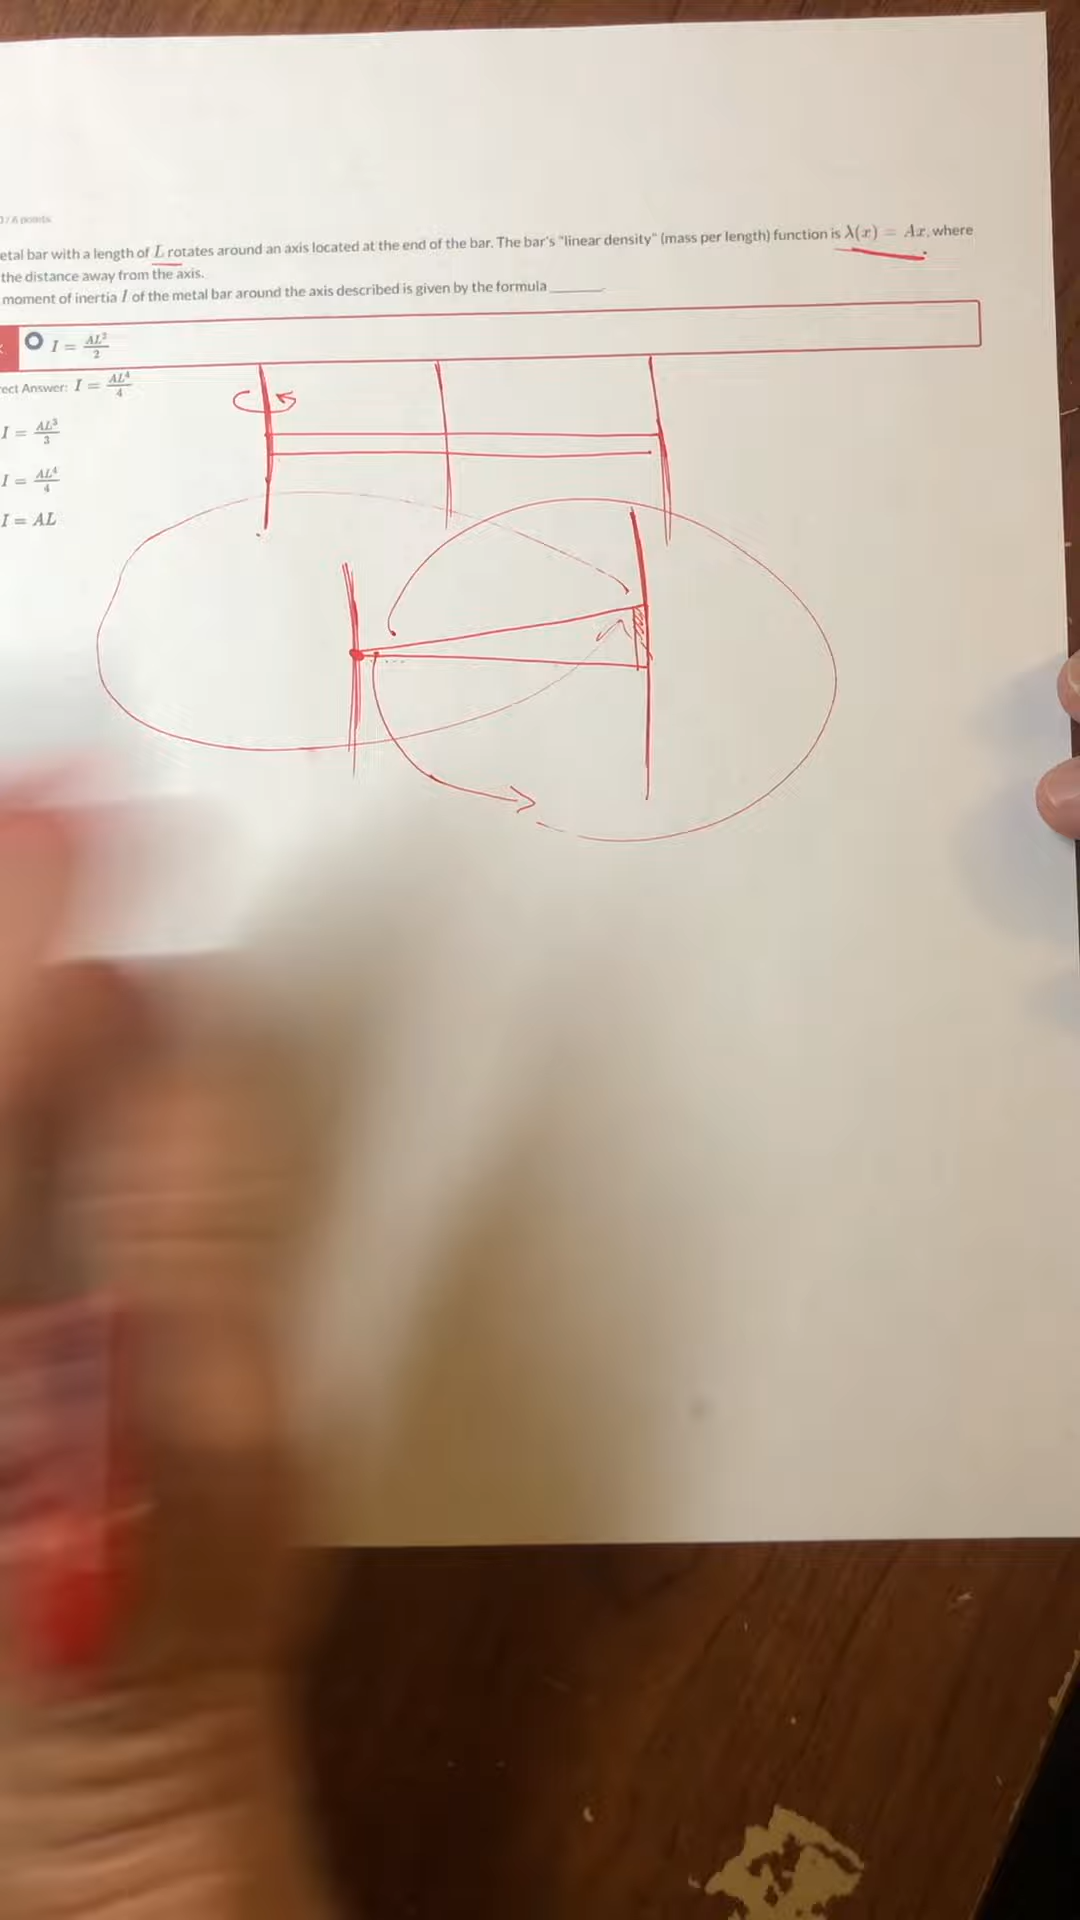 / 6 points
etal bar with a length of L rotates around an axis located at the end of the bar. The bar's "linear density" (mass per length) function is λ(x) = Ax, where
the distance away from the axis.
moment of inertia I of the metal bar around the axis described is given by the formula ______.
I = AL²/2
rect Answer: I = AL⁴/4
I = AL³/3
I = AL⁴/4
I = AL